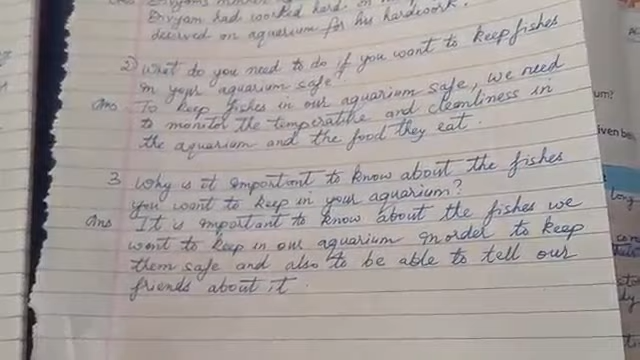 had worked hard.
deserved an aquarium for his hardwork.
2) What do you need to do if you want to keep fishes
in your aquarium safe?
Ans To keep fishes in our aquarium safe, we need
to monitor the temperature and cleanliness in
the aquarium and the food they eat.
3 Why is it important to know about the fishes
you want to keep in your aquarium?
Ans It is important to know about the fishes we
want to keep in our aquarium inorder to keep
them safe and also to be able to tell our
friends about it.
um?